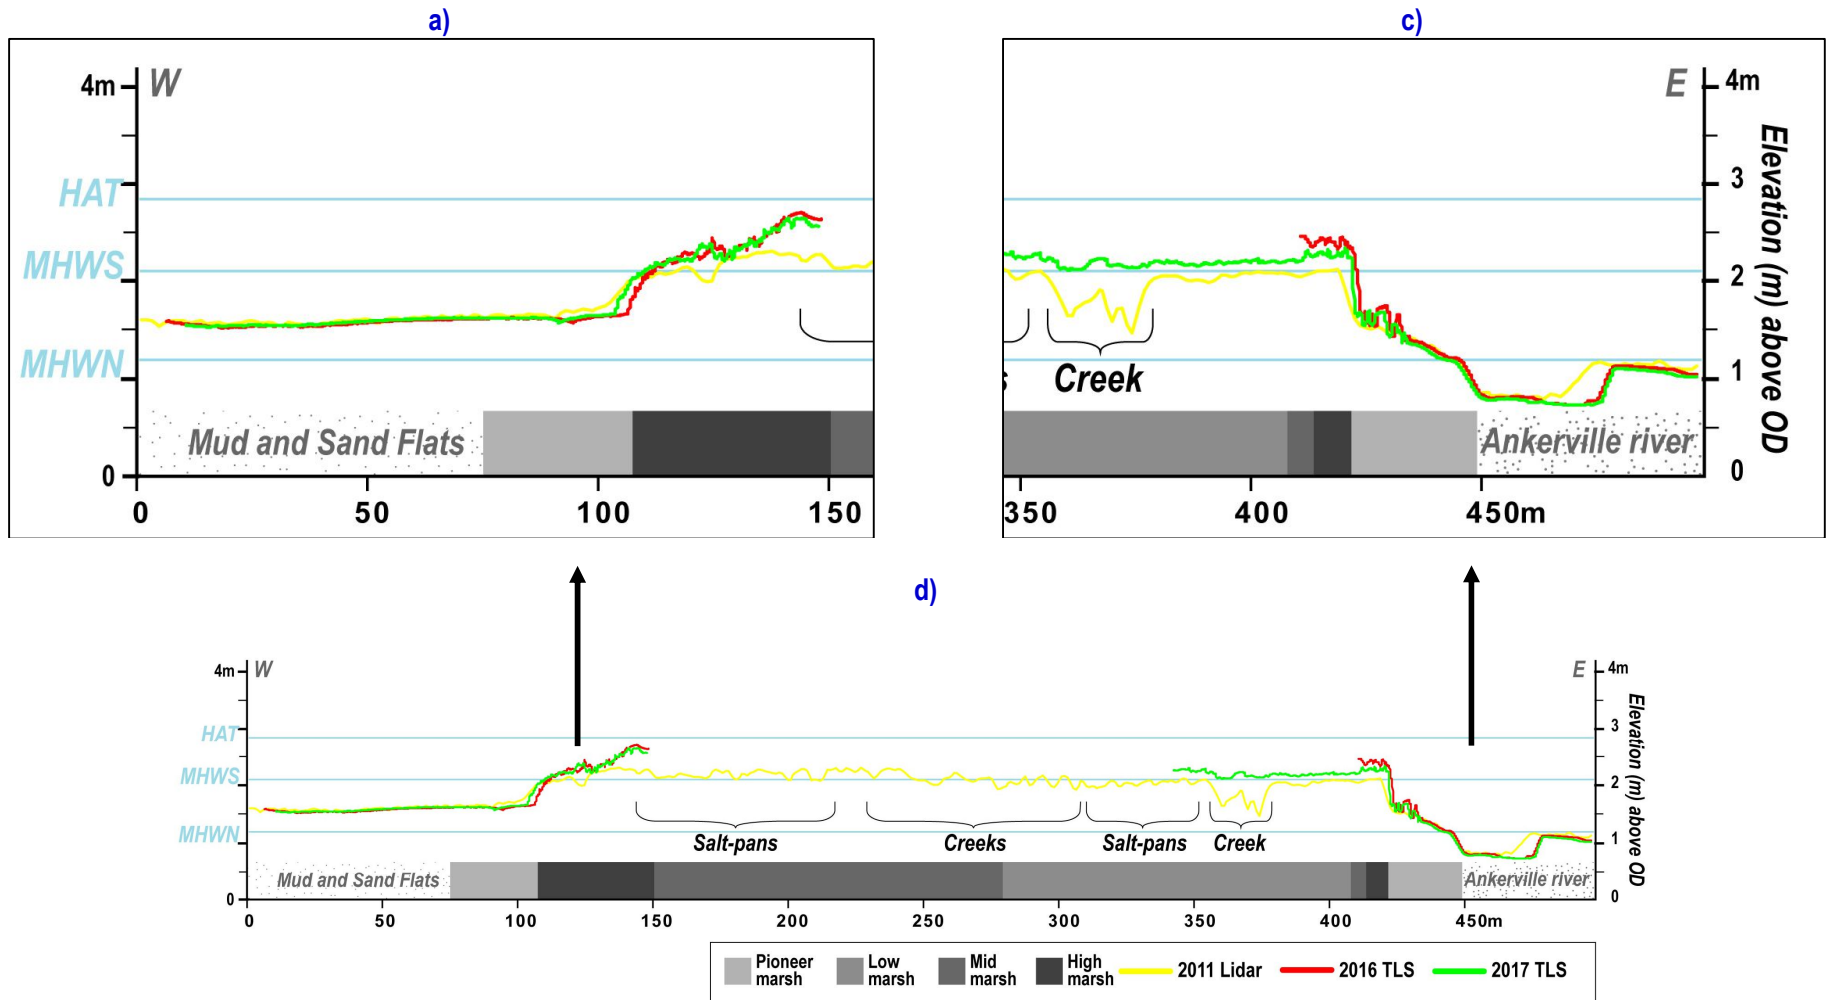 a)
c)
4m
W
HAT
MHWS
MHWN
0
Mud and Sand Flats
0
50
100
150
E
4m
3
2
1
0
Elevation (m) above OD
s
Creek
Ankerville river
350
400
450m
d)
4m
W
HAT
MHWS
MHWN
0
E
4m
3
2
1
0
Elevation (m) above OD
Salt-pans
Creeks
Salt-pans
Creek
Mud and Sand Flats
Ankerville river
0
50
100
150
200
250
300
350
400
450m
Pioneer
marsh
Low
marsh
Mid
marsh
High
marsh
2011 Lidar
2016 TLS
2017 TLS